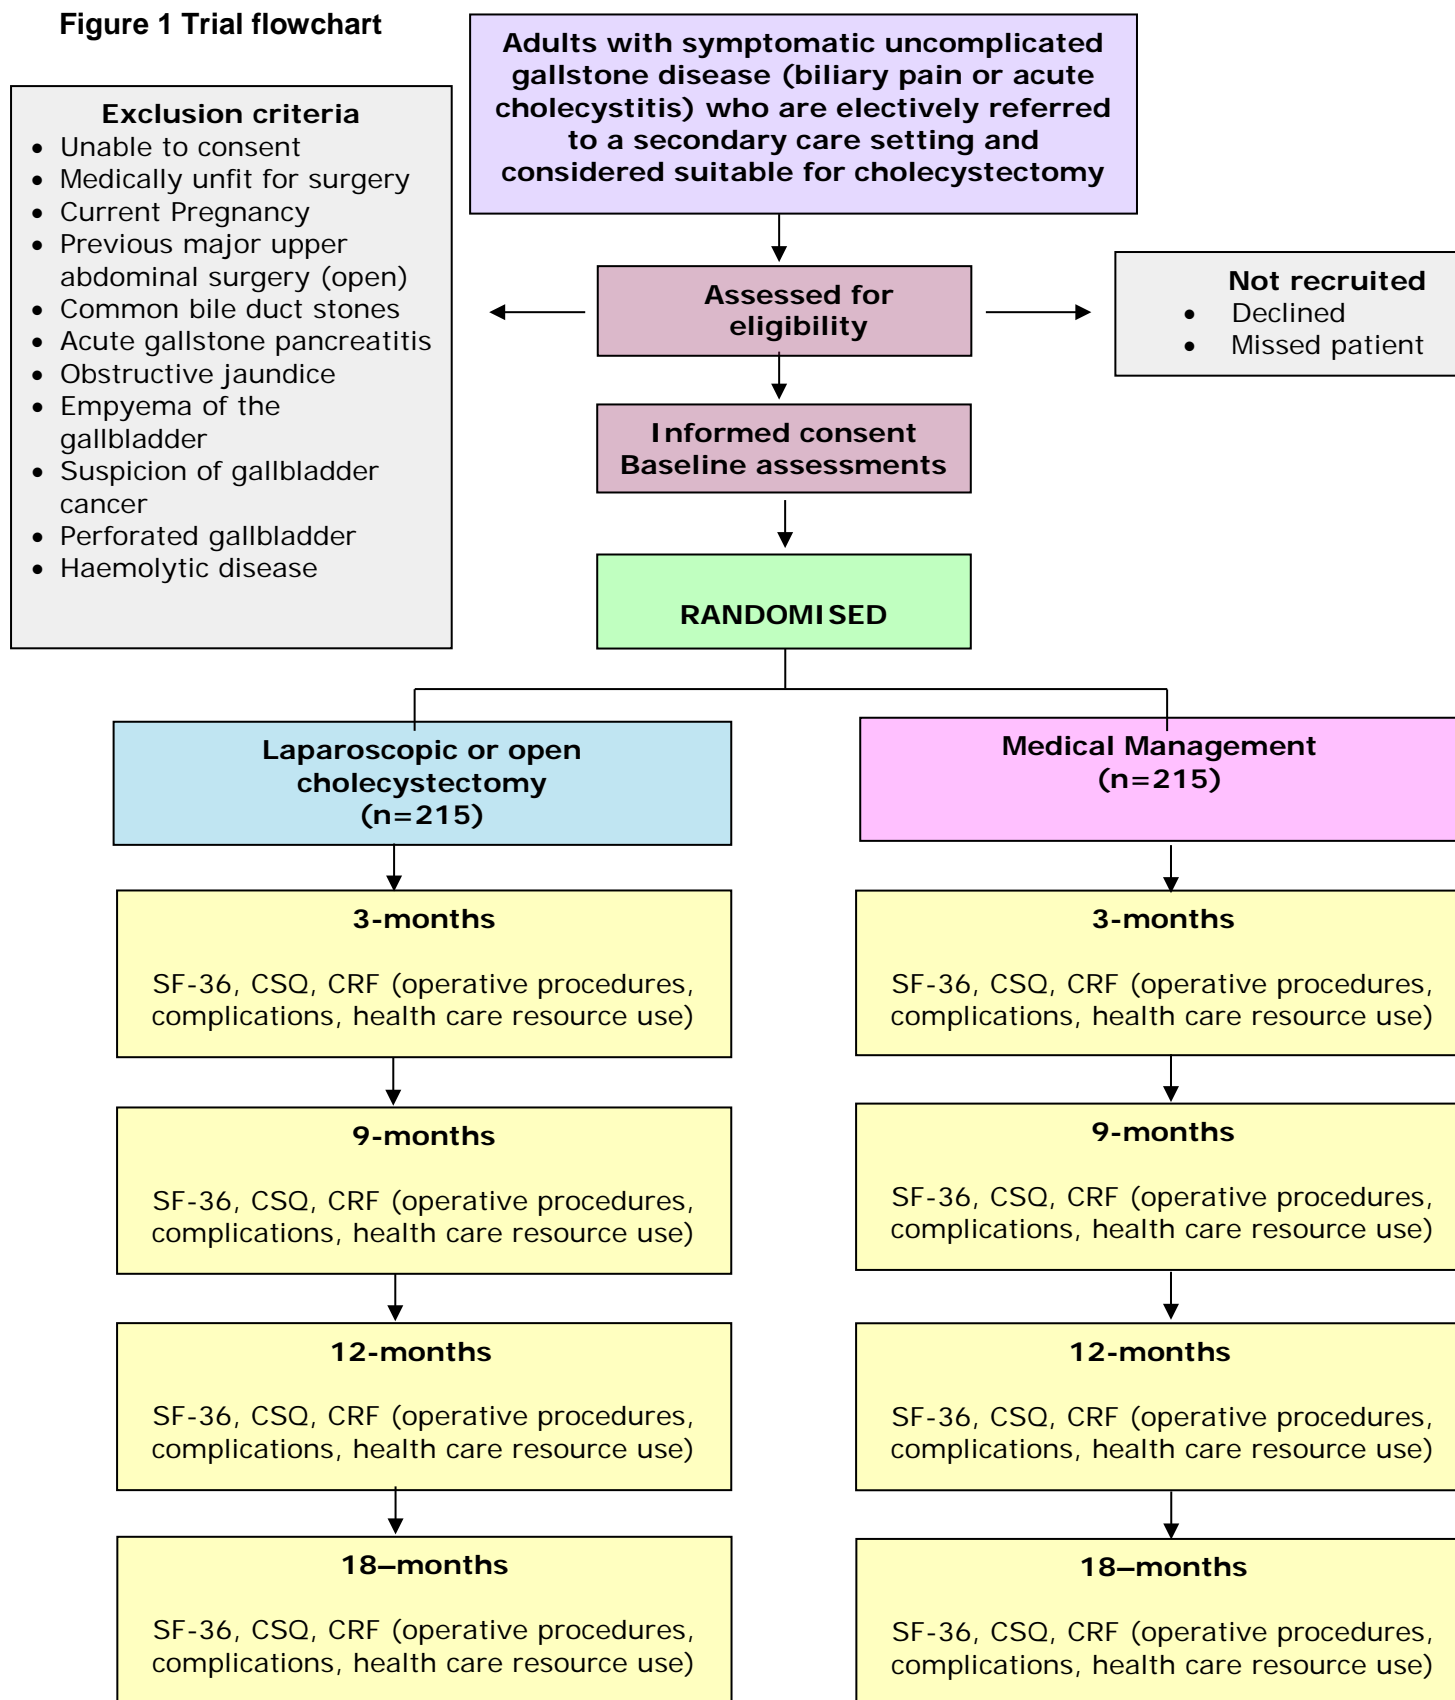 Figure 1 Trial flowchart
Adults with symptomatic uncomplicated
gallstone disease (biliary pain or acute
cholecystitis) who are electively referred
to a secondary care setting and
considered suitable for cholecystectomy
Exclusion criteria
• Unable to consent
• Medically unfit for surgery
• Current Pregnancy
• Previous major upper
abdominal surgery (open)
• Common bile duct stones
• Acute gallstone pancreatitis
• Obstructive jaundice
• Empyema of the
gallbladder
• Suspicion of gallbladder
cancer
• Perforated gallbladder
• Haemolytic disease
Assessed for
eligibility
Not recruited
• Declined
• Missed patient
Informed consent
Baseline assessments
RANDOMISED
Laparoscopic or open
cholecystectomy
(n=215)
Medical Management
(n=215)
3-months
SF-36, CSQ, CRF (operative procedures,
complications, health care resource use)
3-months
SF-36, CSQ, CRF (operative procedures,
complications, health care resource use)
9-months
SF-36, CSQ, CRF (operative procedures,
complications, health care resource use)
9-months
SF-36, CSQ, CRF (operative procedures,
complications, health care resource use)
12-months
SF-36, CSQ, CRF (operative procedures,
complications, health care resource use)
12-months
SF-36, CSQ, CRF (operative procedures,
complications, health care resource use)
18–months
SF-36, CSQ, CRF (operative procedures,
complications, health care resource use)
18–months
SF-36, CSQ, CRF (operative procedures,
complications, health care resource use)